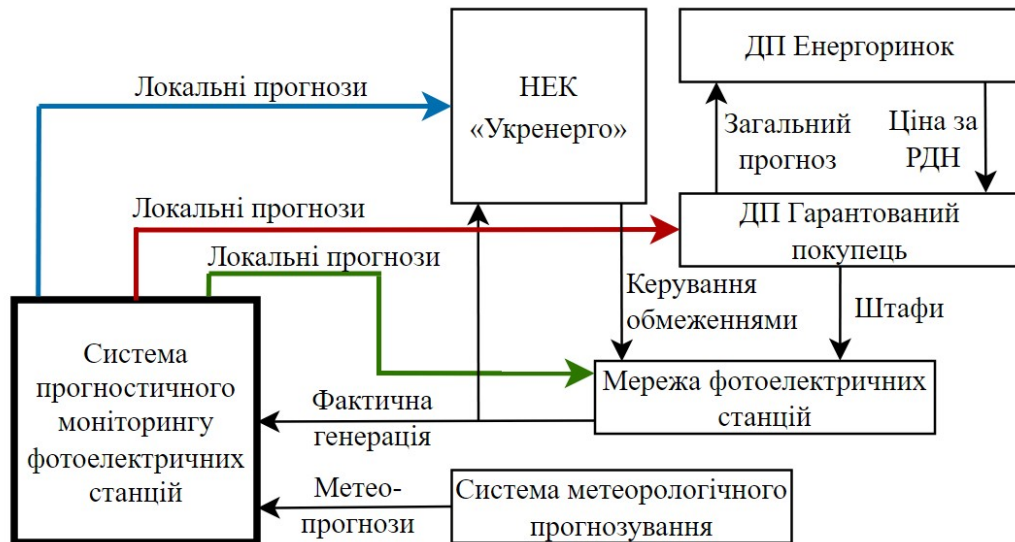 ДП Енергоринок
НЕК
«Укренерго»
Локальні прогнози
Загальний
прогноз
Ціна за
РДН
Локальні прогнози
ДП Гарантований
покупець
Локальні прогнози
Керування
обмеженнями
Штафи
Система
прогностичного
моніторингу
фотоелектричних
станцій
Фактична
генерація
Мережа фотоелектричних
станцій
Метео-
прогнози
Система метеорологічного
прогнозування